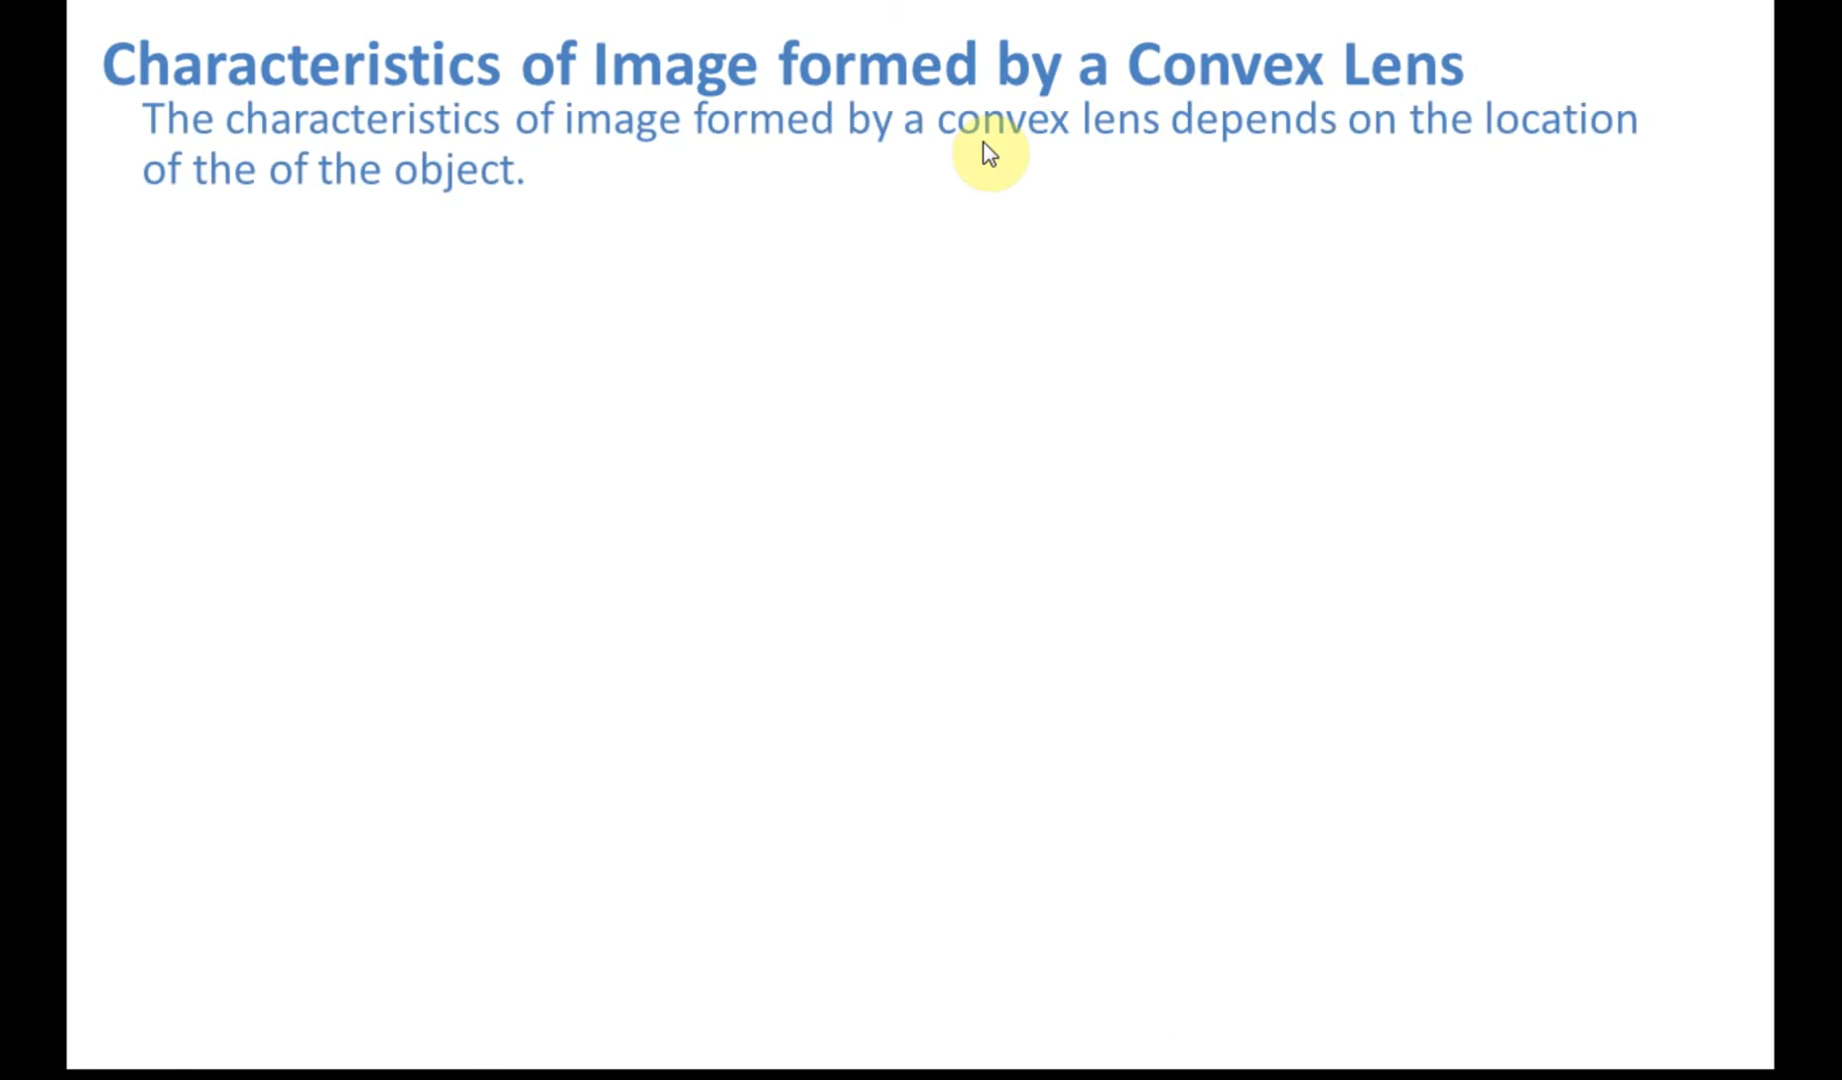 Characteristics of Image formed by a Convex Lens
The characteristics of image formed by a convex lens depends on the location
of the of the object.